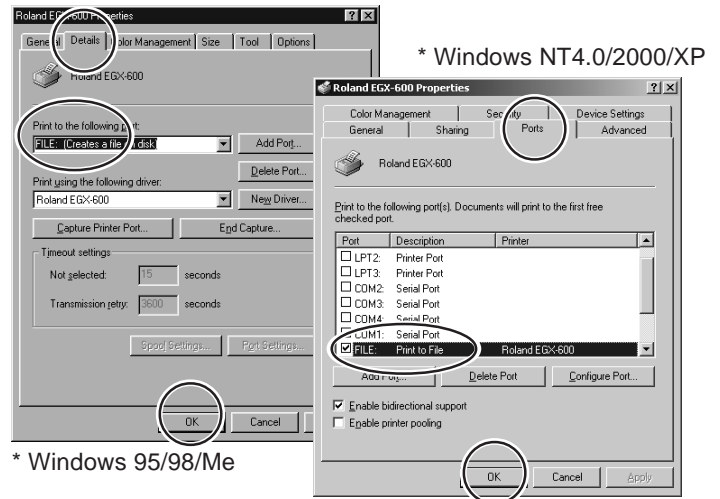 Roland EGX-600 Properties
General Details Color Management Size Tool Options
Roland EGX-600
Print to the following port:
FILE: (Creates a file on disk)
Add Port...
Delete Port...
Print using the following driver:
Roland EGX-600
New Driver...
Capture Printer Port... End Capture...
Timeout settings
Not selected: 15 seconds
Transmission retry: 3600 seconds
Spool Settings... Port Settings...
OK Cancel
* Windows 95/98/Me
* Windows NT4.0/2000/XP
Roland EGX-600 Properties
Color Management Security Device Settings
General Sharing Ports Advanced
Roland EGX-600
Print to the following port(s). Documents will print to the first free
checked port.
Port Description Printer
LPT2: Printer Port
LPT3: Printer Port
COM2: Serial Port
COM3: Serial Port
COM4: Serial Port
COM1: Serial Port
FILE: Print to File Roland EGX-600
Add Port... Delete Port Configure Port...
Enable bidirectional support
Enable printer pooling
OK Cancel Apply